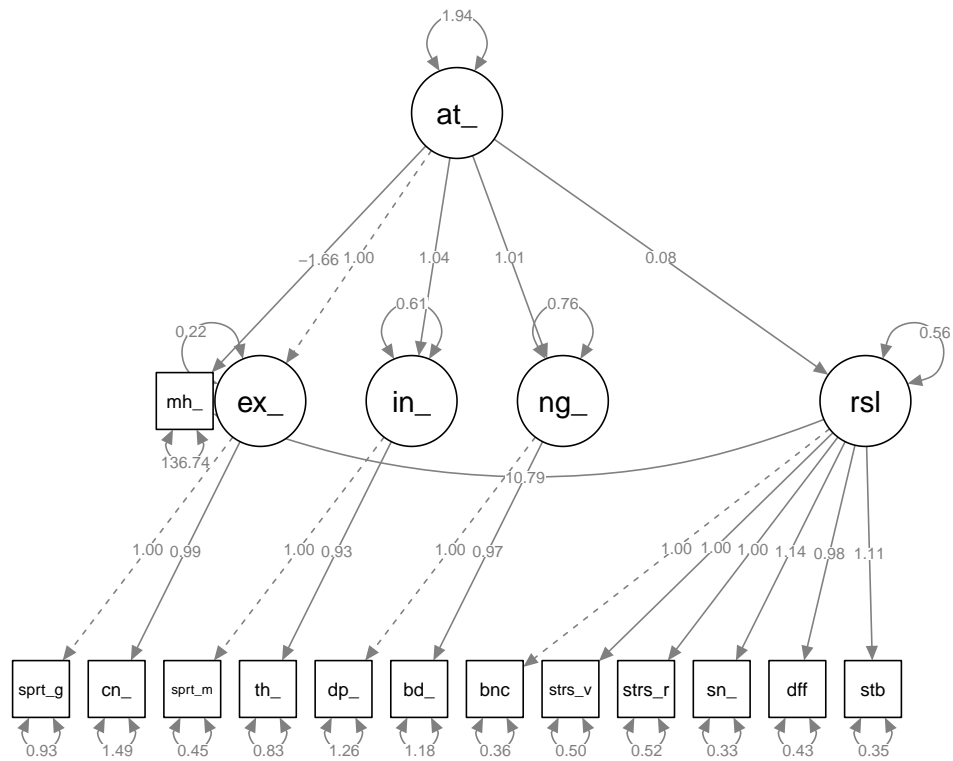 1.94
at_
−1.66 1.00 1.04 1.01 0.08
0.22 0.61 0.76 0.56
mh_ ex_ in_ ng_ rsl
136.74
10.79
1.00 0.99 1.00 0.93 1.00 0.97 1.00 1.00 1.00 1.14 0.98 1.11
sprt_g cn_ sprt_m th_ dp_ bd_ bnc strs_v strs_r sn_ dff stb
0.93 1.49 0.45 0.83 1.26 1.18 0.36 0.50 0.52 0.33 0.43 0.35